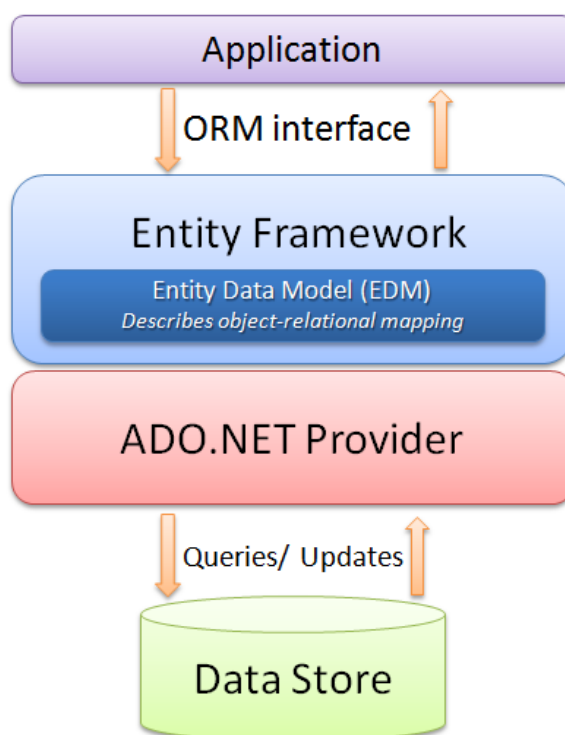 Application
ORM interface
Entity Framework
Entity Data Model (EDM)
Describes object-relational mapping
ADO.NET Provider
Queries/ Updates
Data Store